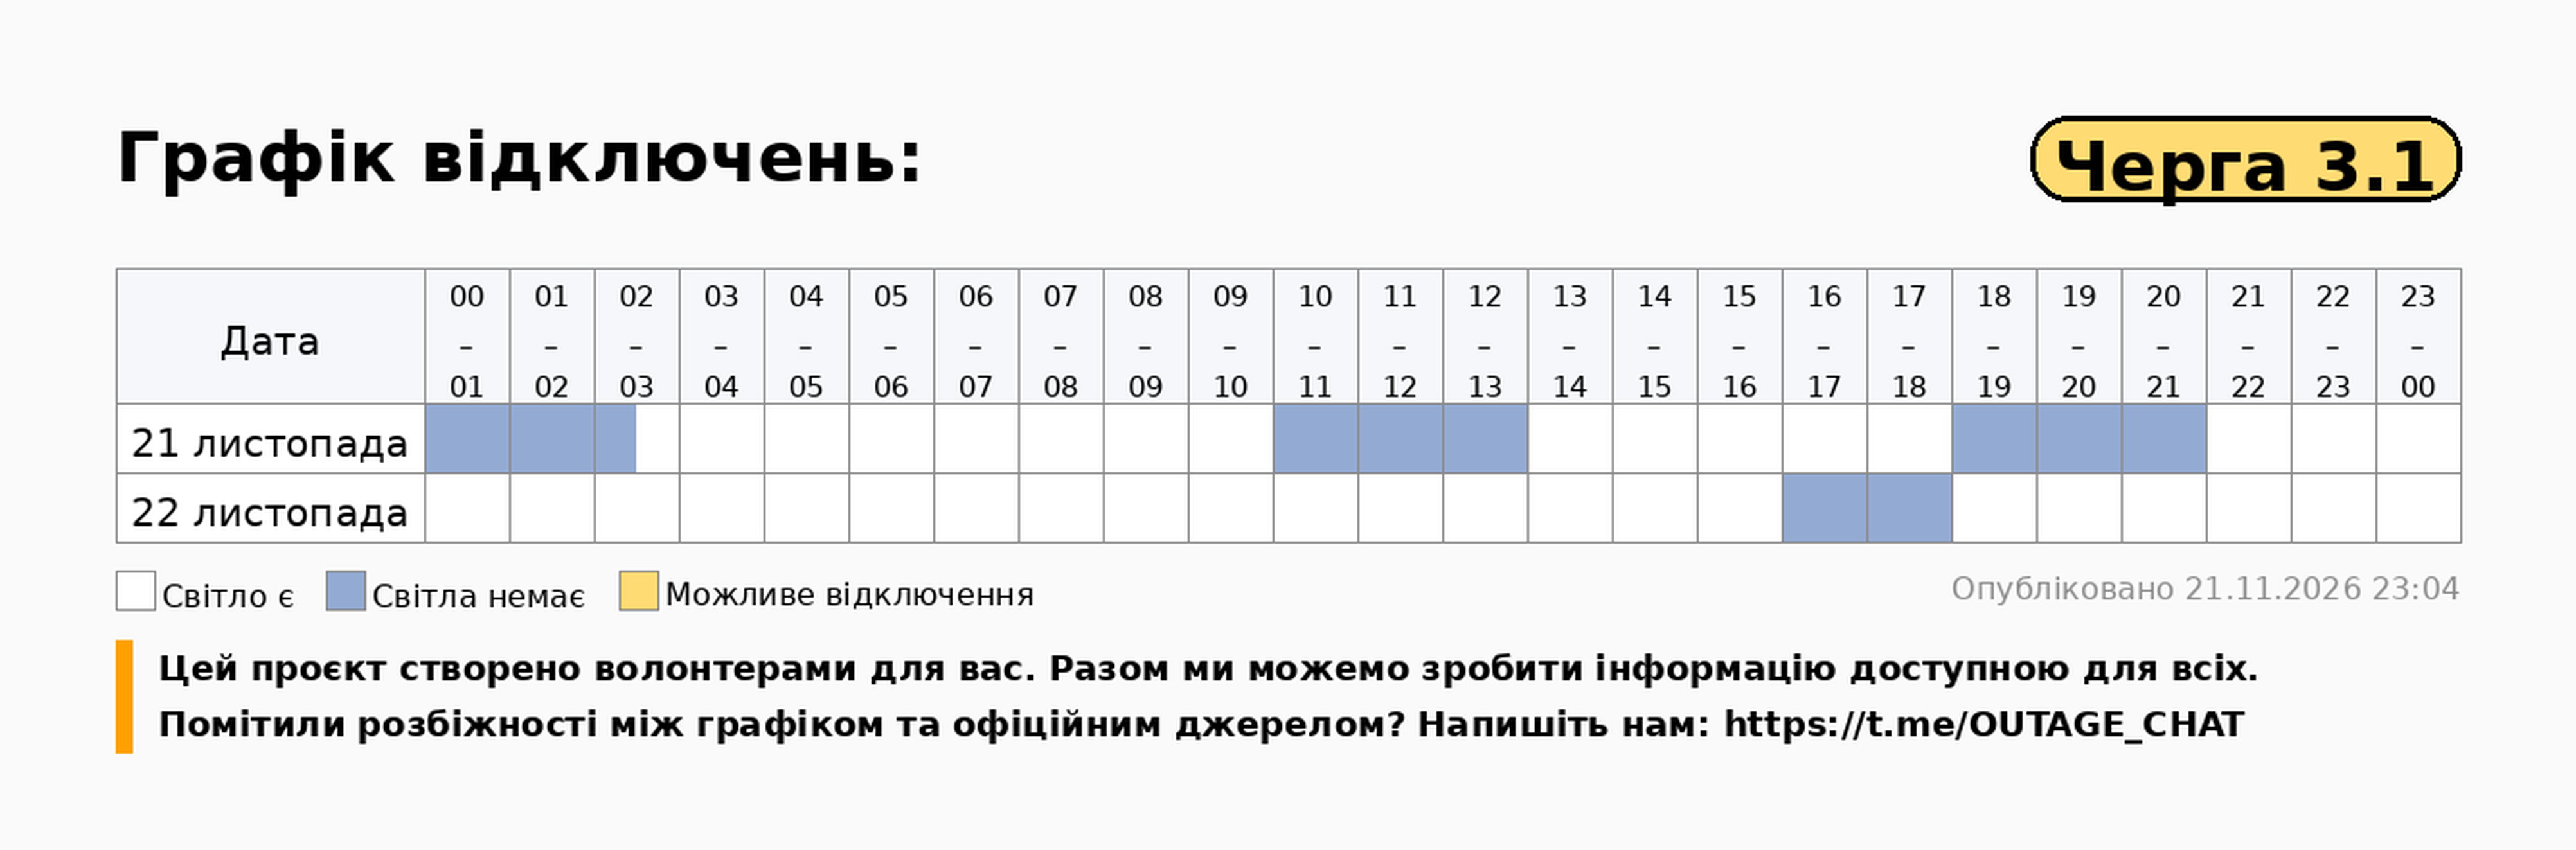 Графік відключень:
Черга 3.1
Дата
00 – 01
01 – 02
02 – 03
03 – 04
04 – 05
05 – 06
06 – 07
07 – 08
08 – 09
09 – 10
10 – 11
11 – 12
12 – 13
13 – 14
14 – 15
15 – 16
16 – 17
17 – 18
18 – 19
19 – 20
20 – 21
21 – 22
22 – 23
23 – 00
21 листопада
22 листопада
Світло є
Світла немає
Можливе відключення
Опубліковано 21.11.2026 23:04
Цей проєкт створено волонтерами для вас. Разом ми можемо зробити інформацію доступною для всіх.
Помітили розбіжності між графіком та офіційним джерелом? Напишіть нам: https://t.me/OUTAGE_CHAT